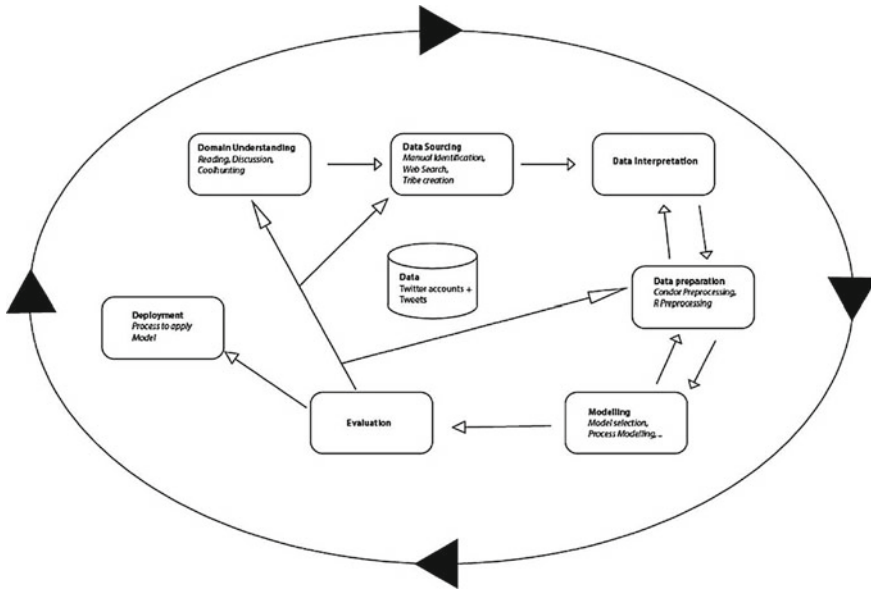 Domain Understanding
Reading, Discussion,
Coolhunting
Data Sourcing
Manual Identification,
Web Search,
Tribe creation
Data Interpretation
Data
Twitter accounts +
Tweets
Data preparation
Condor Preprocessing,
R Preprocessing
Deployment
Process to apply
Model
Evaluation
Modelling
Model selection,
Process Modelling, ..